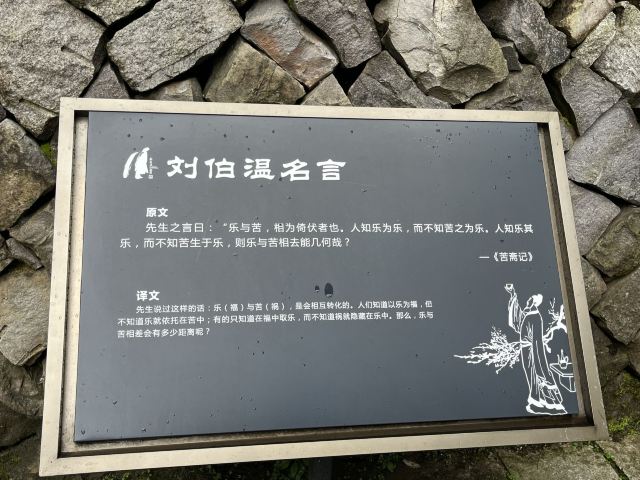 刘伯温名言
原文
先生之言曰：“乐与苦，相为倚伏者也。人知乐为乐，而不知苦之为乐。人知其
乐，而不知苦生于乐，则乐与苦相去能几何哉？
—《苦斋记》
译文
先生说过这样的话：乐（福）与苦（祸），是会相互转化的。人们知道以乐为福，但
不知道乐就依托在苦中；有的只知道在福中取乐，而不知道祸就隐藏在乐中。那么，乐与
苦相差会有多少距离呢？